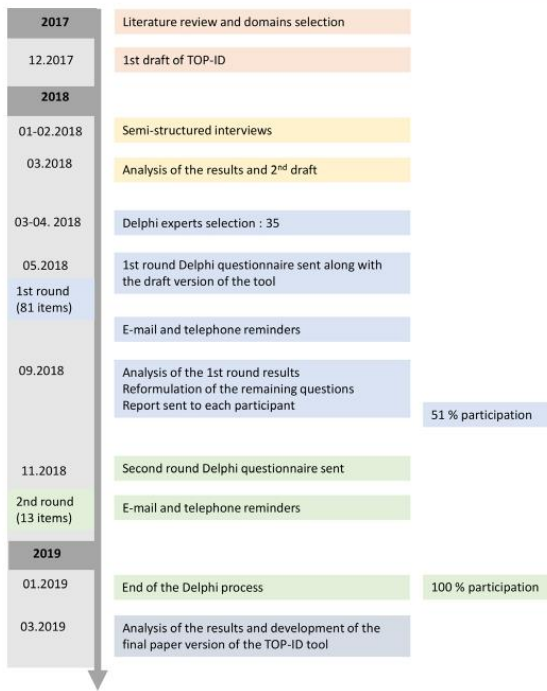 2017
Literature review and domains selection
12.2017
1st draft of TOP-ID
2018
01-02.2018
Semi-structured interviews
03.2018
Analysis of the results and 2nd draft
03-04. 2018
Delphi experts selection : 35
05.2018
1st round Delphi questionnaire sent along with
the draft version of the tool
1st round
(81 items)
E-mail and telephone reminders
09.2018
Analysis of the 1st round results
Reformulation of the remaining questions
Report sent to each participant
51 % participation
11.2018
Second round Delphi questionnaire sent
2nd round
(13 items)
E-mail and telephone reminders
2019
01.2019
End of the Delphi process
100 % participation
03.2019
Analysis of the results and development of the
final paper version of the TOP-ID tool